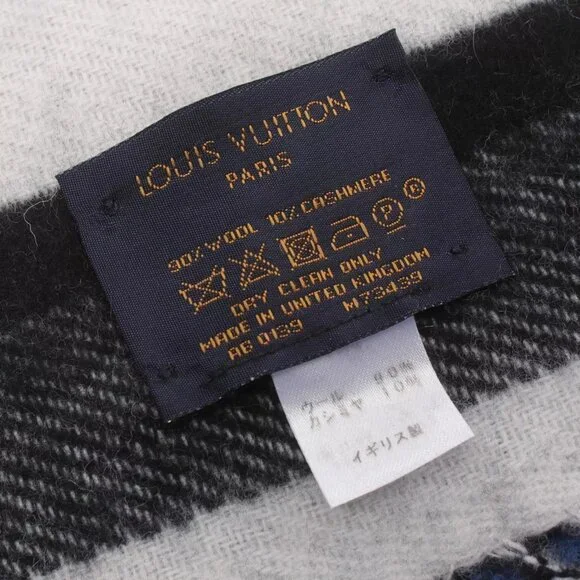 LOUIS VUITTON
PARIS
90% WOOL 10% CASHMERE
P
®
DRY CLEAN ONLY
MADE IN UNITED KINGDOM
AG 0139 M73439
ウール 90%
カシミヤ 10%
イギリス製